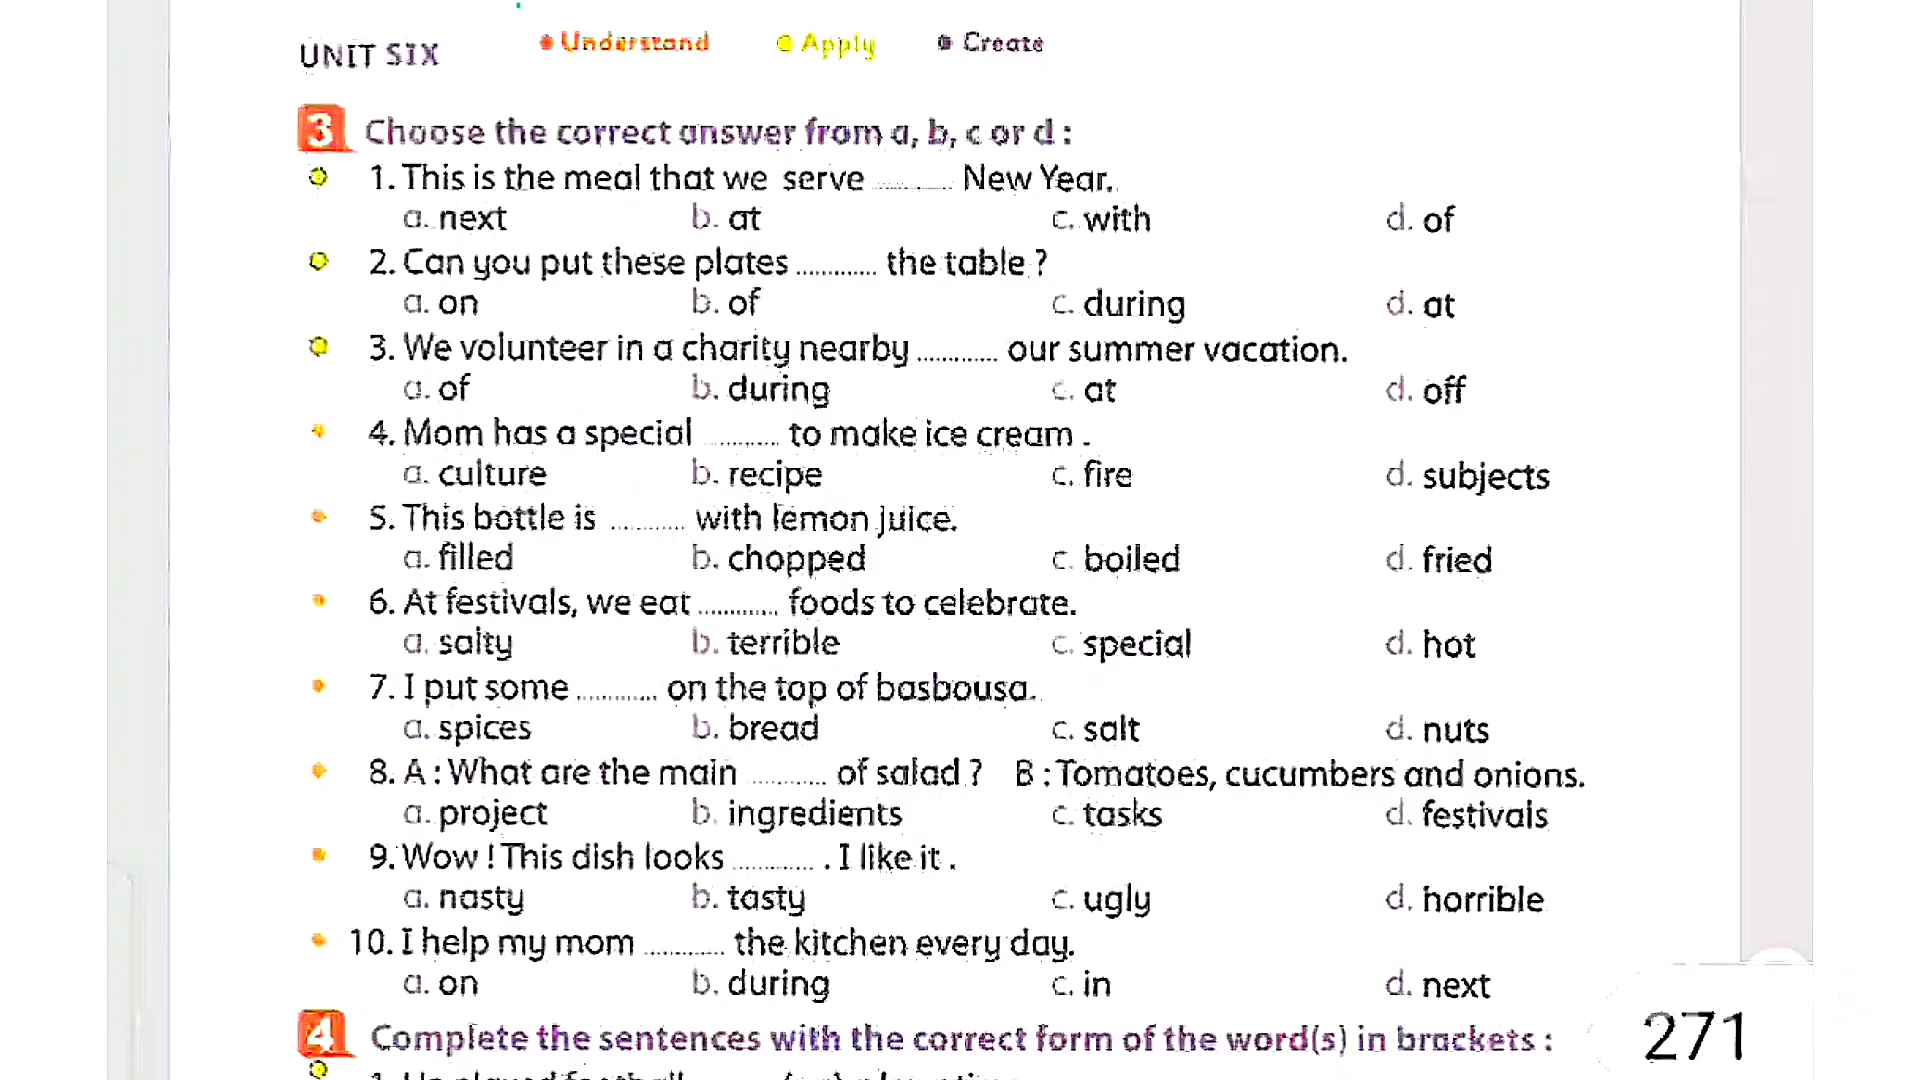 UNIT SIX
Understand Apply Create
3 Choose the correct answer from a, b, c or d :
1. This is the meal that we serve .......... New Year.
a. next b. at c. with d. of
2. Can you put these plates ............ the table ?
a. on b. of c. during d. at
3. We volunteer in a charity nearby ............ our summer vacation.
a. of b. during c. at d. off
4. Mom has a special .......... to make ice cream .
a. culture b. recipe c. fire d. subjects
5. This bottle is .......... with lemon juice.
a. filled b. chopped c. boiled d. fried
6. At festivals, we eat ............ foods to celebrate.
a. salty b. terrible c. special d. hot
7. I put some ............ on the top of basbousa.
a. spices b. bread c. salt d. nuts
8. A : What are the main .......... of salad ? B : Tomatoes, cucumbers and onions.
a. project b. ingredients c. tasks d. festivals
9. Wow ! This dish looks ............ . I like it .
a. nasty b. tasty c. ugly d. horrible
10. I help my mom ............ the kitchen every day.
a. on b. during c. in d. next
4 Complete the sentences with the correct form of the word(s) in brackets :
271